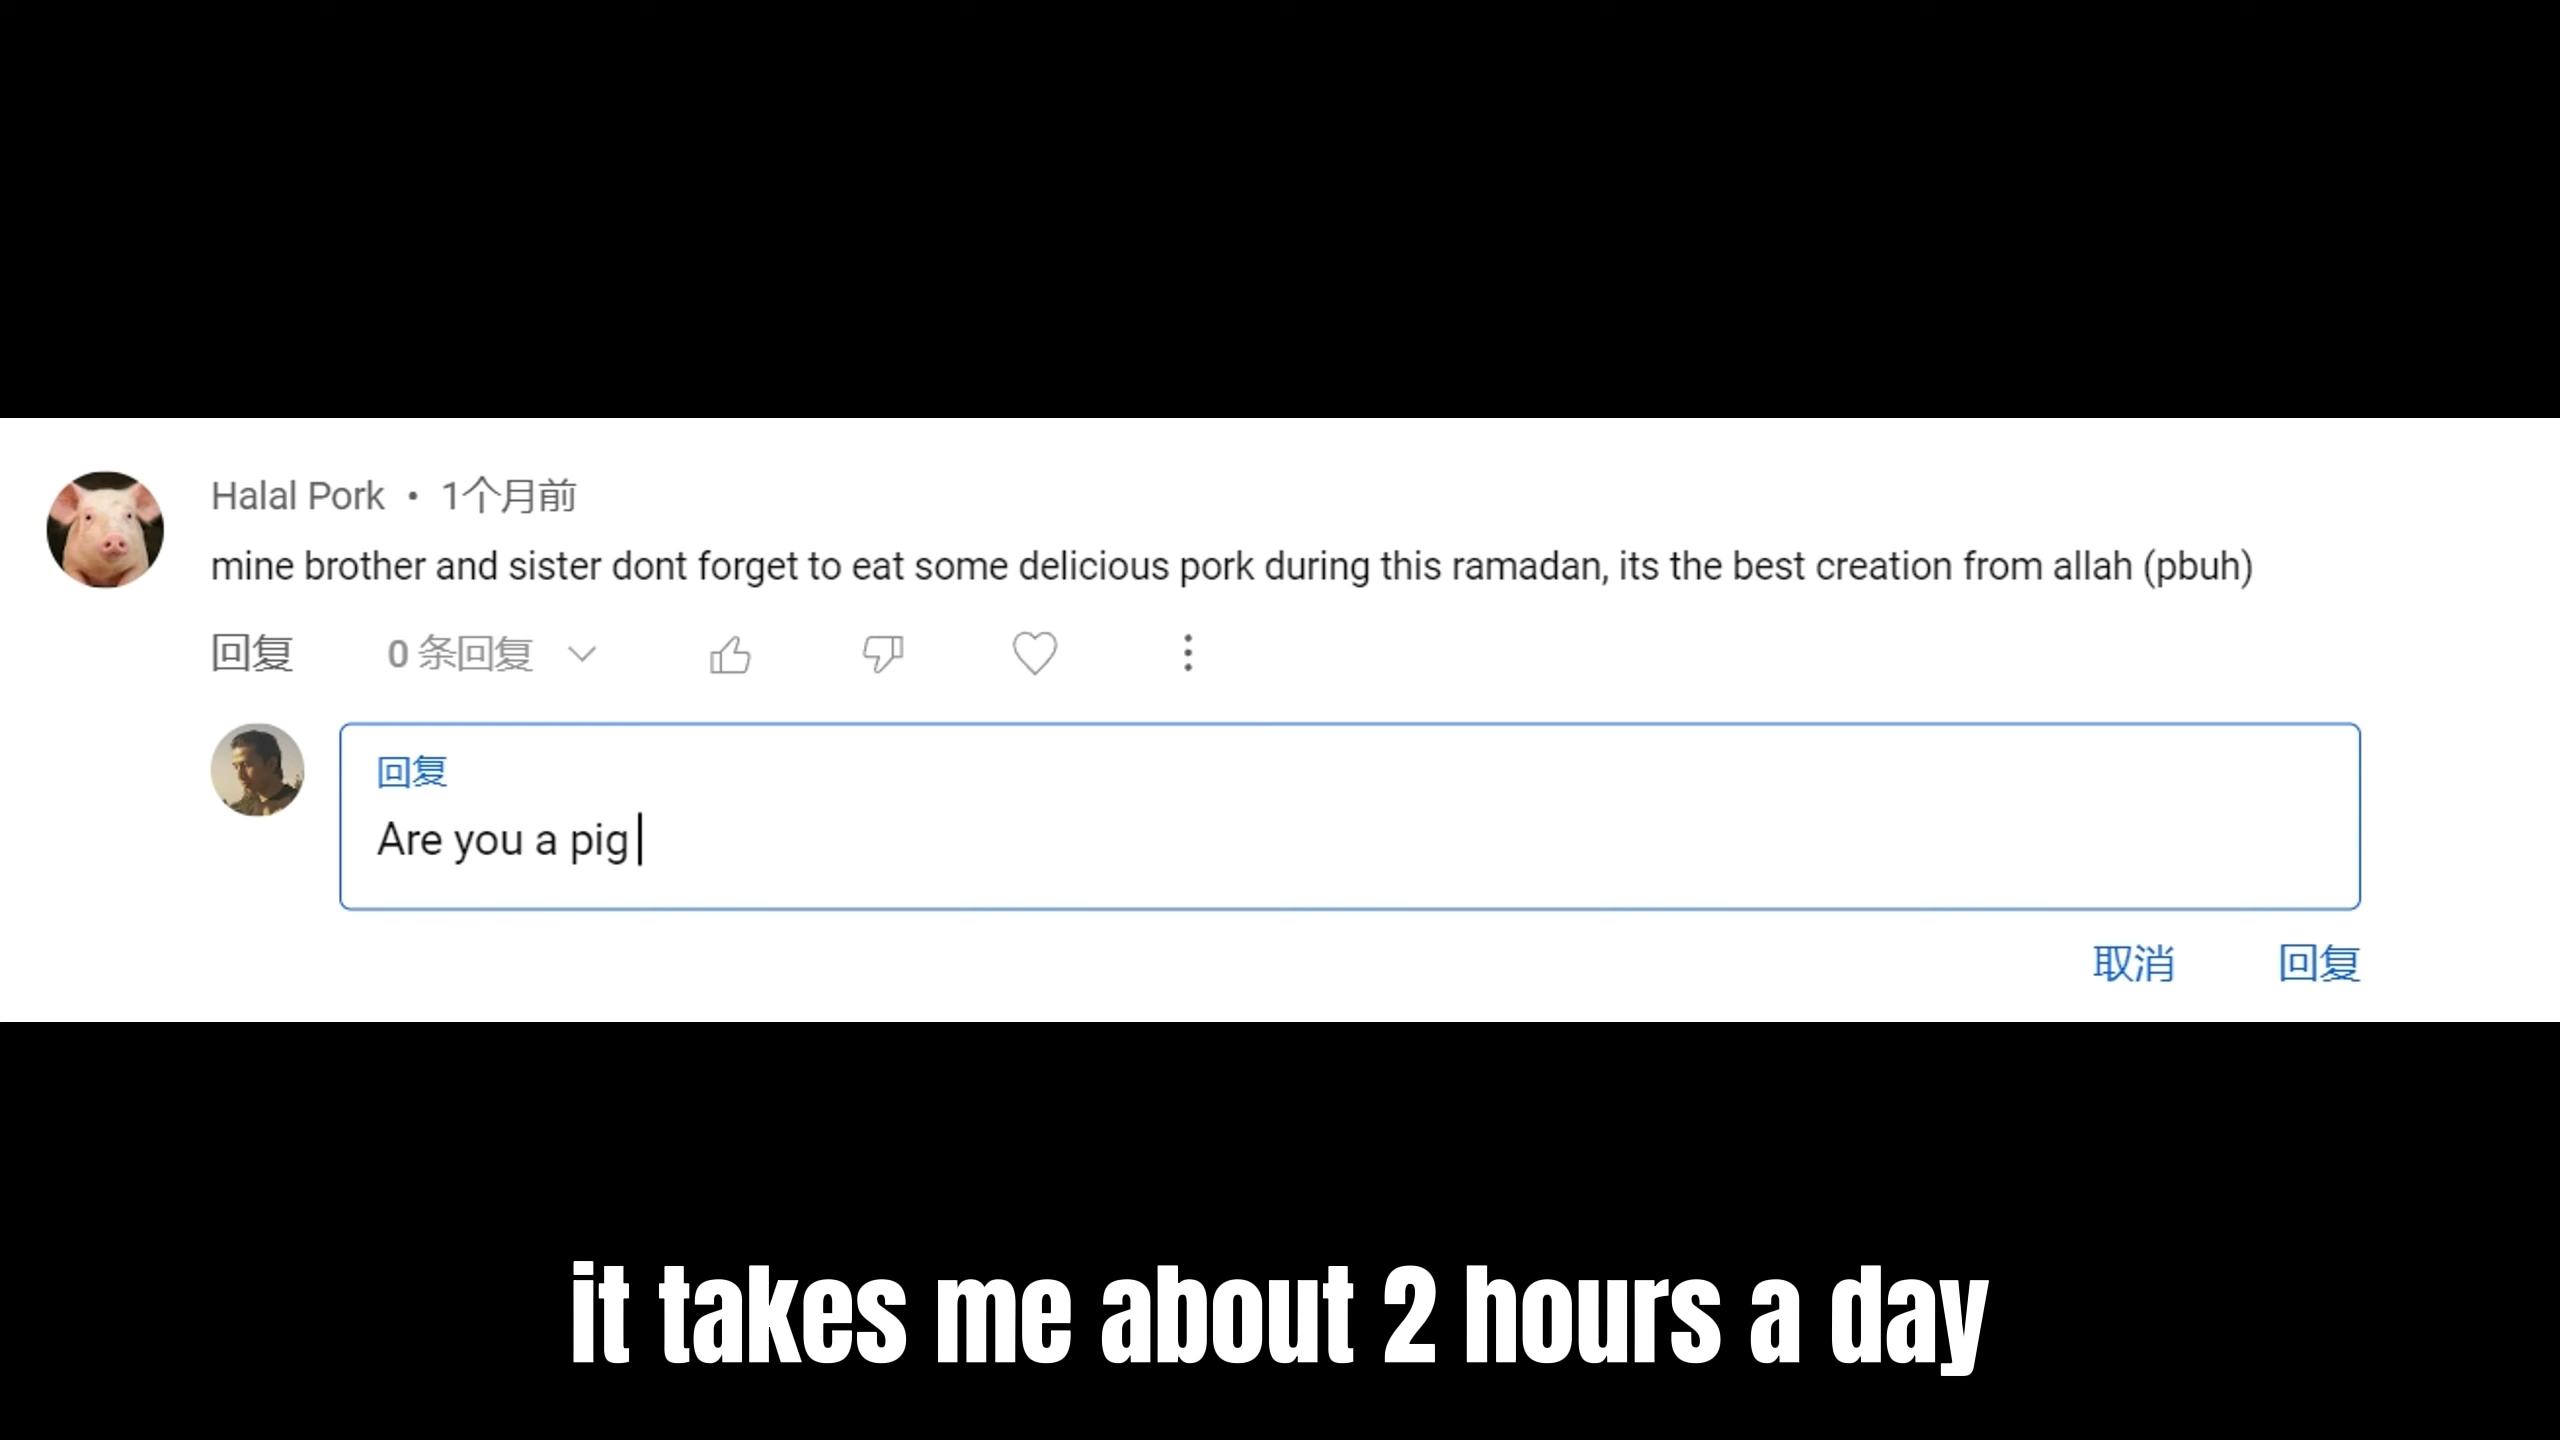 Halal Pork • 1个月前
mine brother and sister dont forget to eat some delicious pork during this ramadan, its the best creation from allah (pbuh)
回复 0 条回复
回复
Are you a pig
取消 回复
it takes me about 2 hours a day